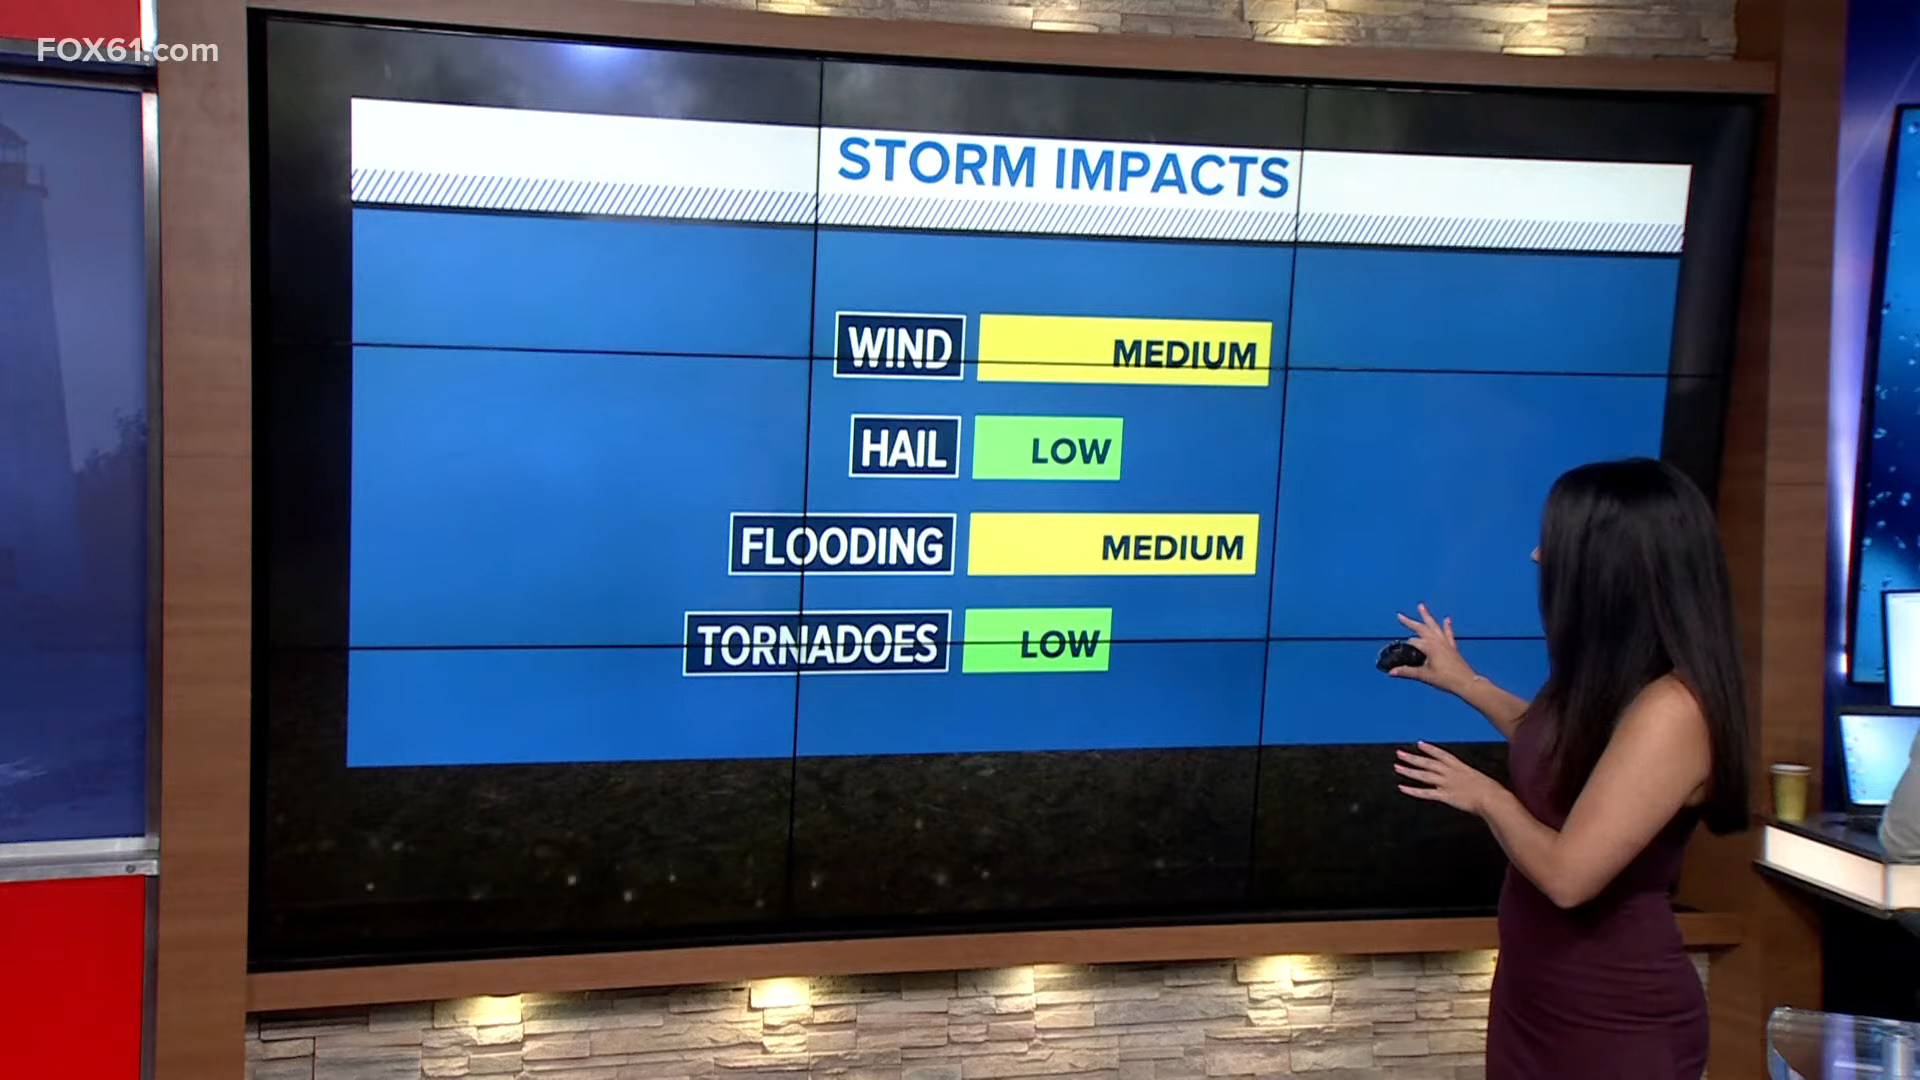 FOX61.com
STORM IMPACTS
WIND MEDIUM
HAIL LOW
FLOODING MEDIUM
TORNADOES LOW